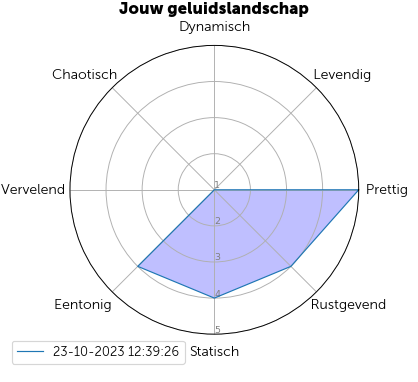 Jouw geluidslandschap
Dynamisch
Chaotisch
Levendig
Vervelend
1
Prettig
2
3
4
Eentonig
Rustgevend
5
23-10-2023 12:39:26
Statisch